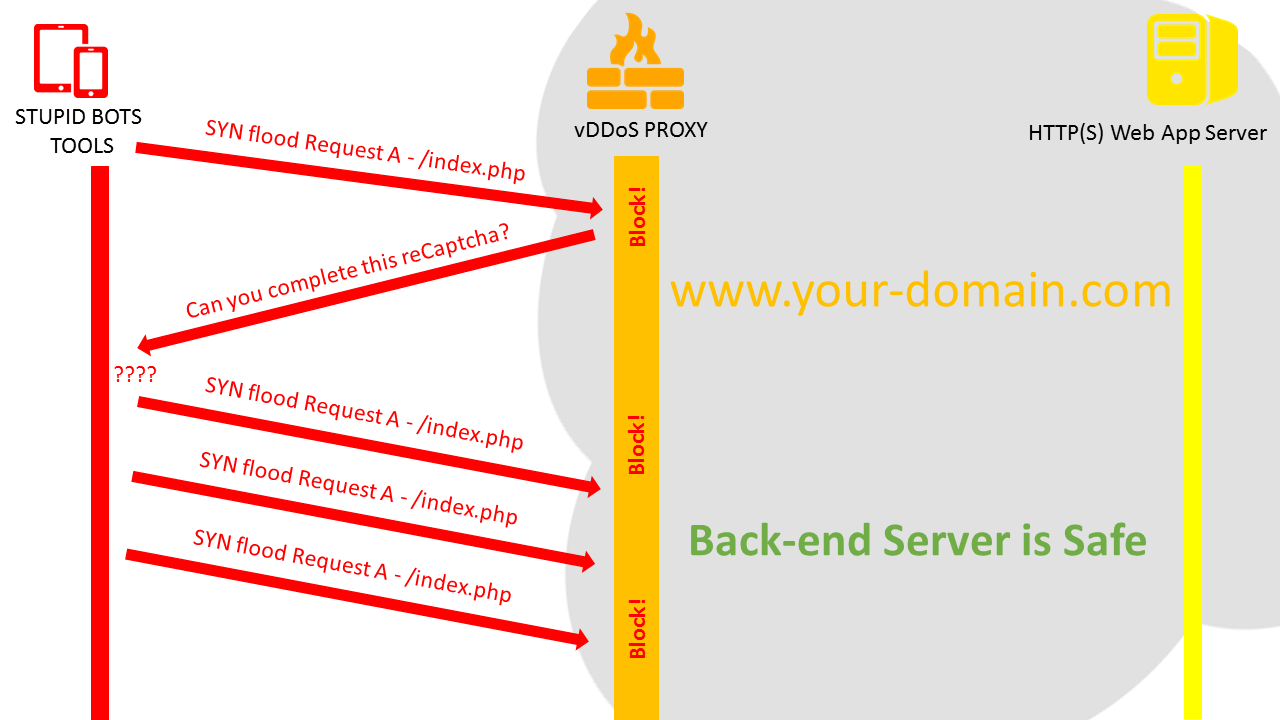 STUPID BOTS
TOOLS
vDDoS PROXY
HTTP(S) Web App Server
SYN flood Request A - /index.php
Block!
Can you complete this reCaptcha?
www.your-domain.com
????
SYN flood Request A - /index.php
Block!
SYN flood Request A - /index.php
Back-end Server is Safe
SYN flood Request A - /index.php
Block!